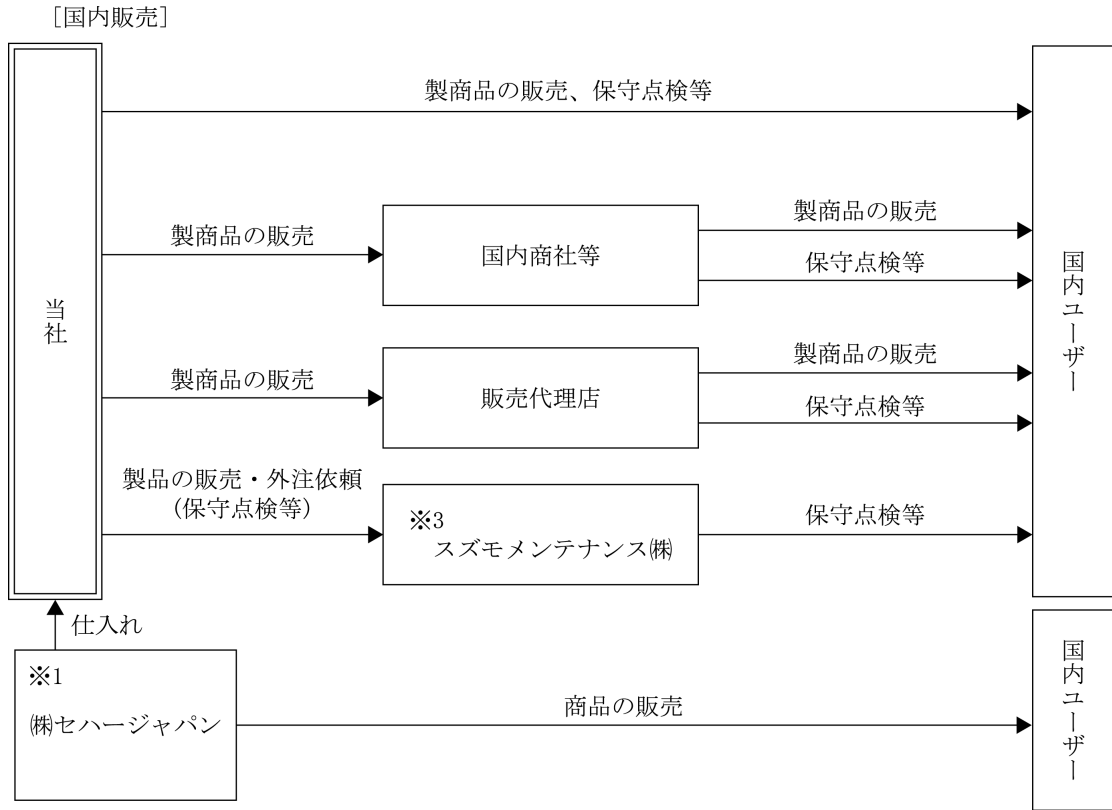 [国内販売]
当社
製商品の販売、保守点検等
製商品の販売
国内商社等
製商品の販売
保守点検等
製商品の販売
販売代理店
製商品の販売
保守点検等
製品の販売・外注依頼
(保守点検等)
※3
スズモメンテナンス㈱
保守点検等
国内ユーザー
仕入れ
※1
㈱セハージャパン
商品の販売
国内ユーザー